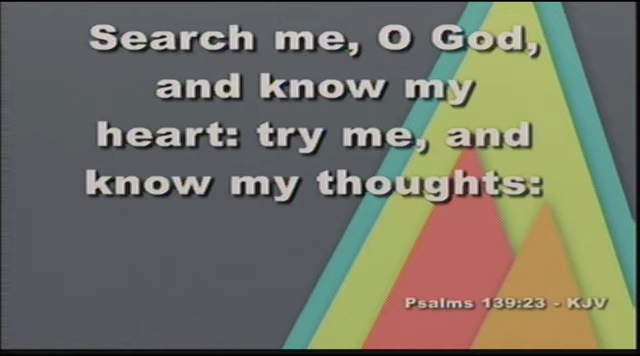 Search me, O God,
and know my
heart: try me, and
know my thoughts:
Psalms 139:23 - KJV